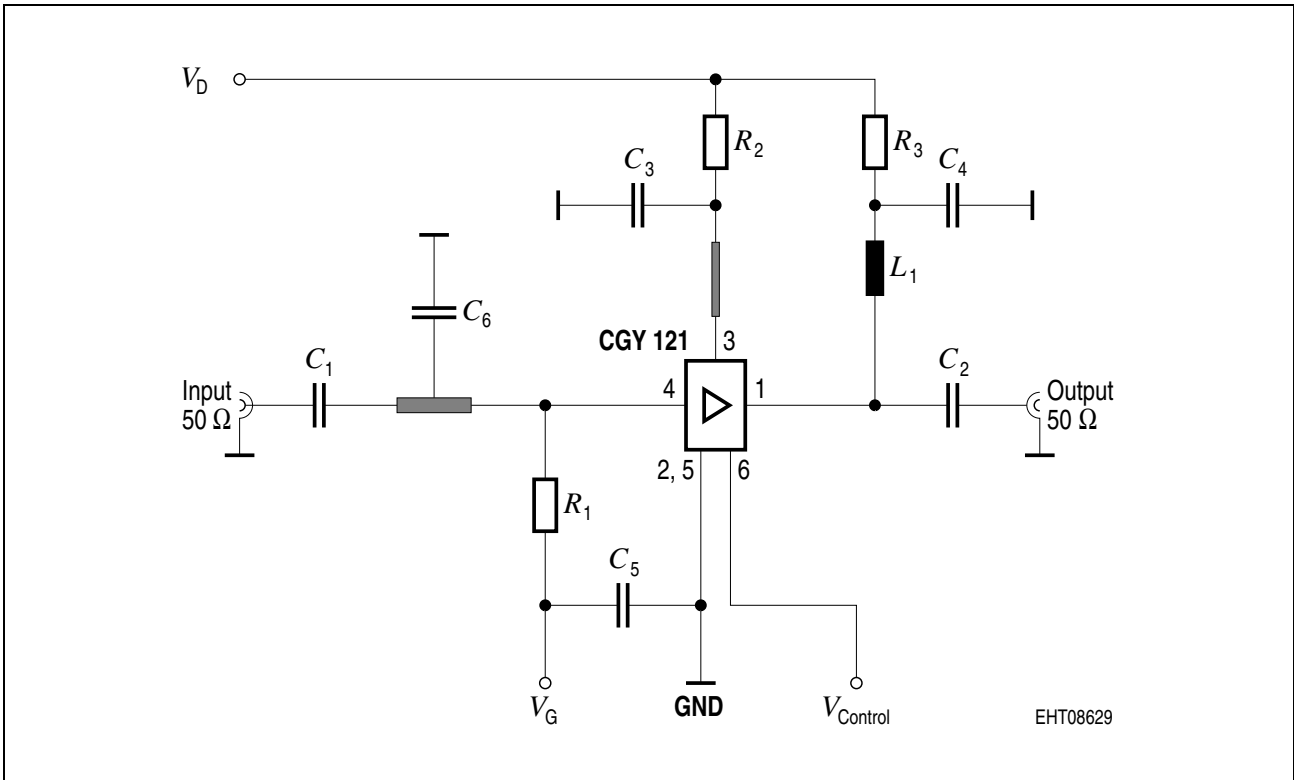 V_D
R_2
R_3
C_3
C_4
L_1
C_6
CGY 121
3
C_1
C_2
Input
50 Ω
4
1
Output
50 Ω
2, 5
6
R_1
C_5
V_G
GND
V_Control
EHT08629